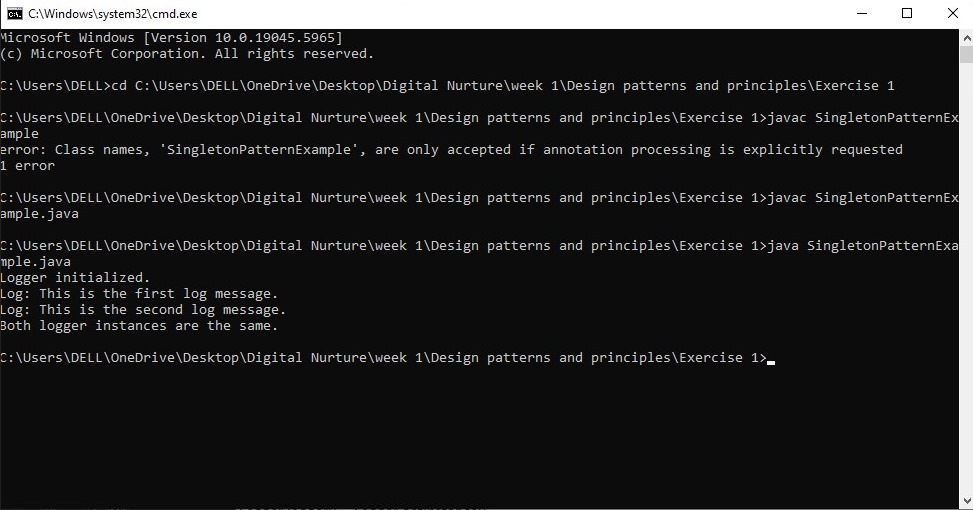 C:\Windows\system32\cmd.exe
Microsoft Windows [Version 10.0.19045.5965]
(c) Microsoft Corporation. All rights reserved.
C:\Users\DELL>cd C:\Users\DELL\OneDrive\Desktop\Digital Nurture\week 1\Design patterns and principles\Exercise 1
C:\Users\DELL\OneDrive\Desktop\Digital Nurture\week 1\Design patterns and principles\Exercise 1>javac SingletonPatternEx
ample
error: Class names, 'SingletonPatternExample', are only accepted if annotation processing is explicitly requested
1 error
C:\Users\DELL\OneDrive\Desktop\Digital Nurture\week 1\Design patterns and principles\Exercise 1>javac SingletonPatternEx
ample.java
C:\Users\DELL\OneDrive\Desktop\Digital Nurture\week 1\Design patterns and principles\Exercise 1>java SingletonPatternExa
mple.java
Logger initialized.
Log: This is the first log message.
Log: This is the second log message.
Both logger instances are the same.
C:\Users\DELL\OneDrive\Desktop\Digital Nurture\week 1\Design patterns and principles\Exercise 1>